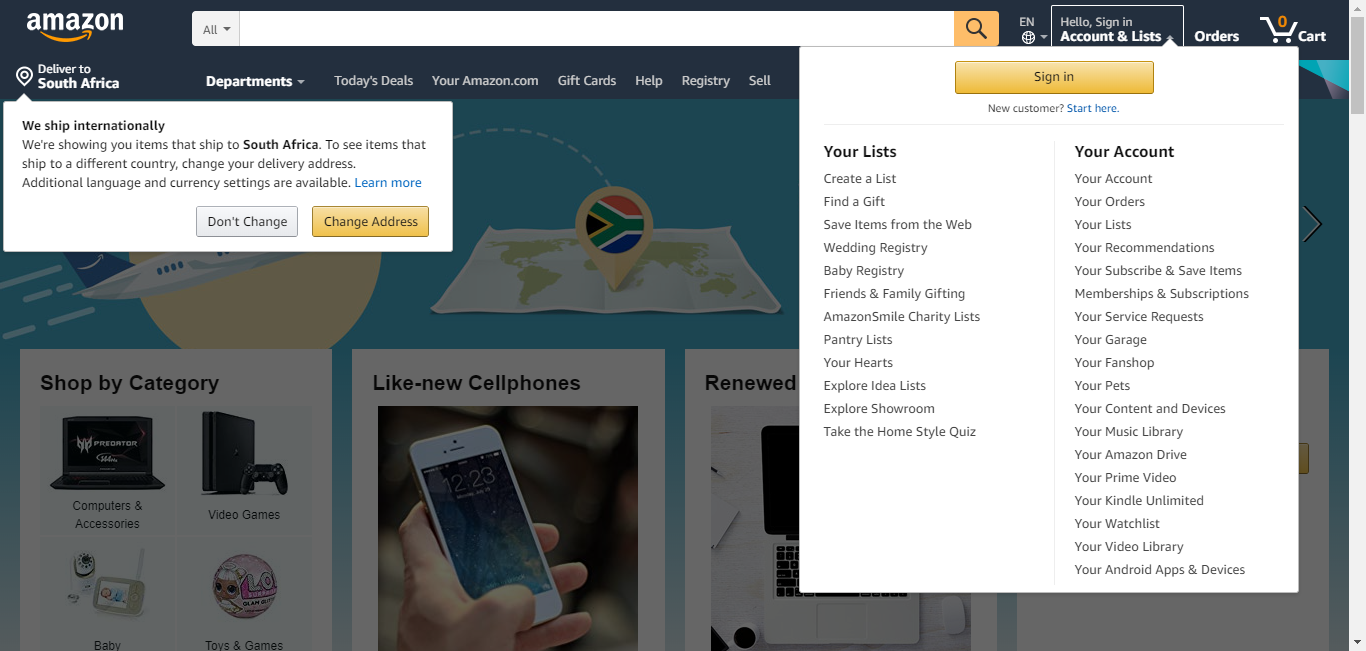 amazon
All
EN
Hello, Sign in
Account & Lists
Orders
0
Cart
Deliver to
South Africa
Departments
Today's Deals
Your Amazon.com
Gift Cards
Help
Registry
Sell
We ship internationally
We're showing you items that ship to South Africa. To see items that
ship to a different country, change your delivery address.
Additional language and currency settings are available. Learn more
Don't Change
Change Address
Sign in
New customer? Start here.
Your Lists
Create a List
Find a Gift
Save Items from the Web
Wedding Registry
Baby Registry
Friends & Family Gifting
AmazonSmile Charity Lists
Pantry Lists
Your Hearts
Explore Idea Lists
Explore Showroom
Take the Home Style Quiz
Your Account
Your Account
Your Orders
Your Lists
Your Recommendations
Your Subscribe & Save Items
Memberships & Subscriptions
Your Service Requests
Your Garage
Your Fanshop
Your Pets
Your Content and Devices
Your Music Library
Your Amazon Drive
Your Prime Video
Your Kindle Unlimited
Your Watchlist
Your Video Library
Your Android Apps & Devices
Shop by Category
PREDATOR
Computers &
Accessories
Video Games
Baby
L.O.L.
GLAM GLITTER
Toys & Games
Like-new Cellphones
12:23
Renewed